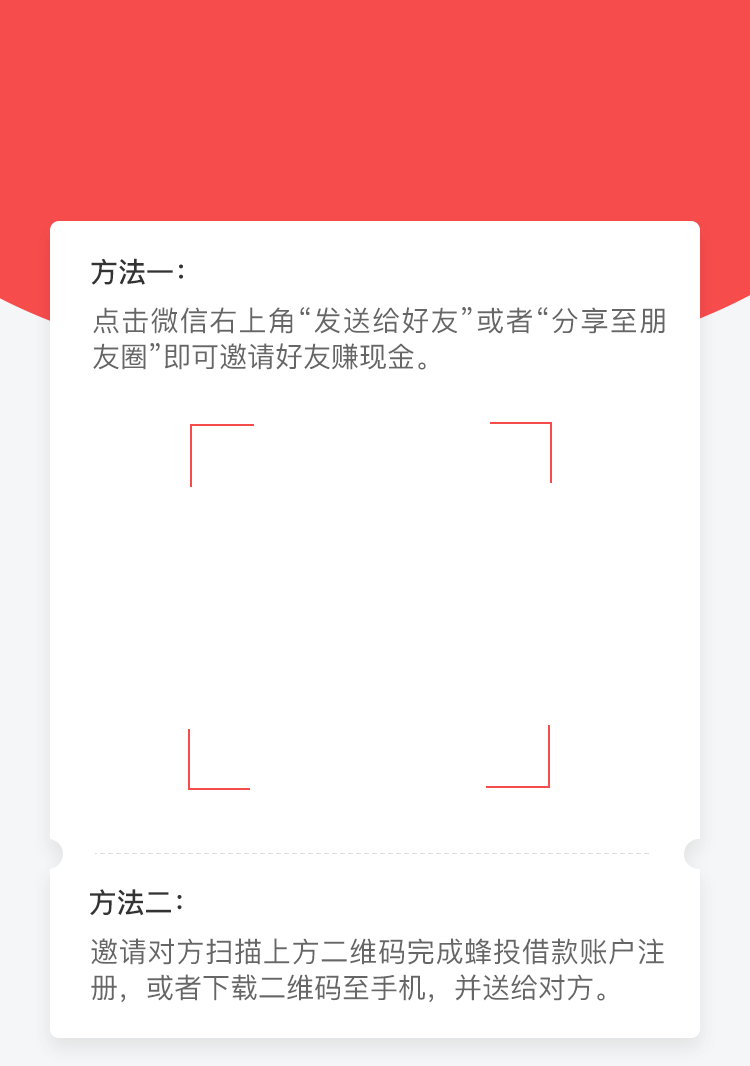 方法一：
点击微信右上角“发送给好友”或者“分享至朋
友圈”即可邀请好友赚现金。
方法二：
邀请对方扫描上方二维码完成蜂投借款账户注
册，或者下载二维码至手机，并送给对方。